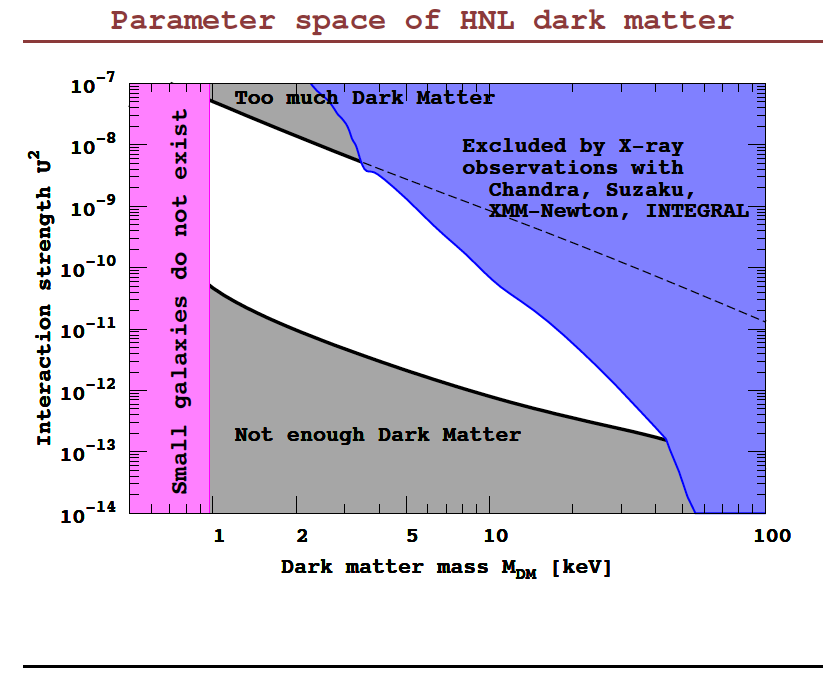 Parameter space of HNL dark matter
10^-7
10^-8
10^-9
10^-10
10^-11
10^-12
10^-13
10^-14
Interaction strength U^2
Small galaxies do not exist
Too much Dark Matter
Excluded by X-ray
observations with
Chandra, Suzaku,
XMM-Newton, INTEGRAL
Not enough Dark Matter
1 2 5 10 100
Dark matter mass M_DM [keV]